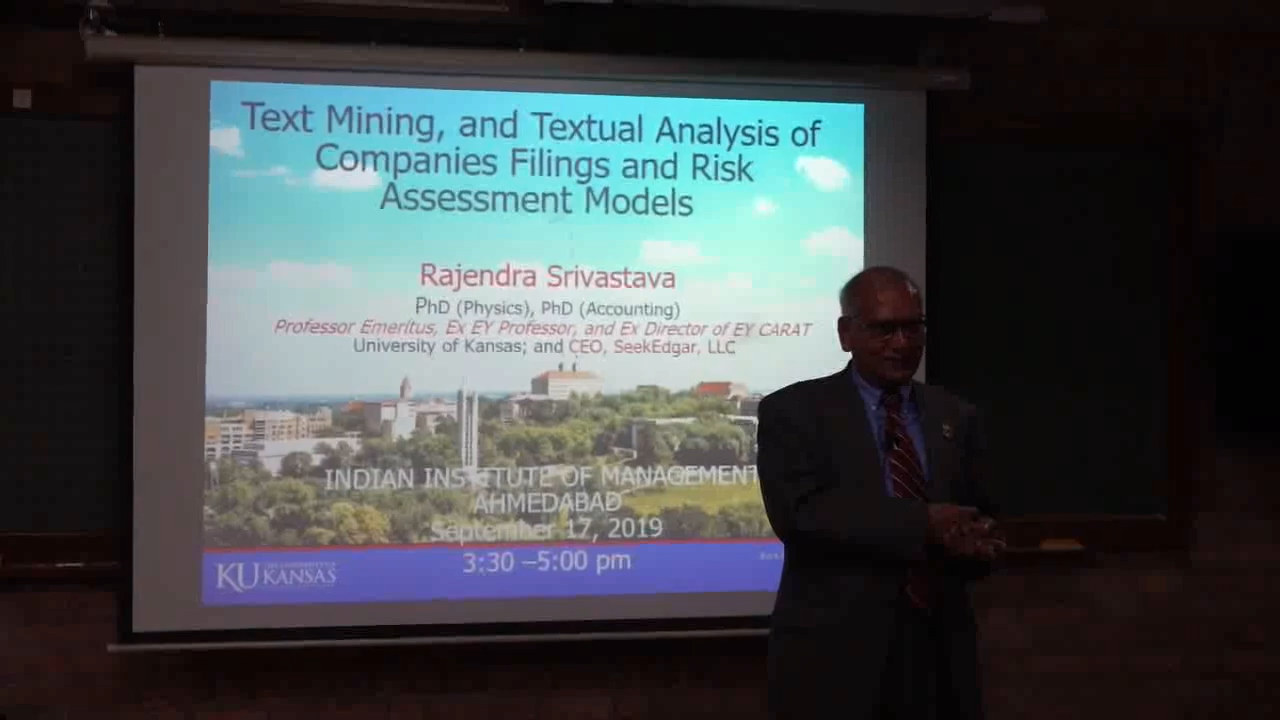 Text Mining, and Textual Analysis of
Companies Filings and Risk
Assessment Models
Rajendra Srivastava
PhD (Physics), PhD (Accounting)
Professor Emeritus, Ex EY Professor, and Ex Director of EY CARAT
University of Kansas; and CEO, SeekEdgar, LLC
INDIAN INSTITUTE OF MANAGEMENT
AHMEDABAD
September 17, 2019
3:30 –5:00 pm
KU KANSAS